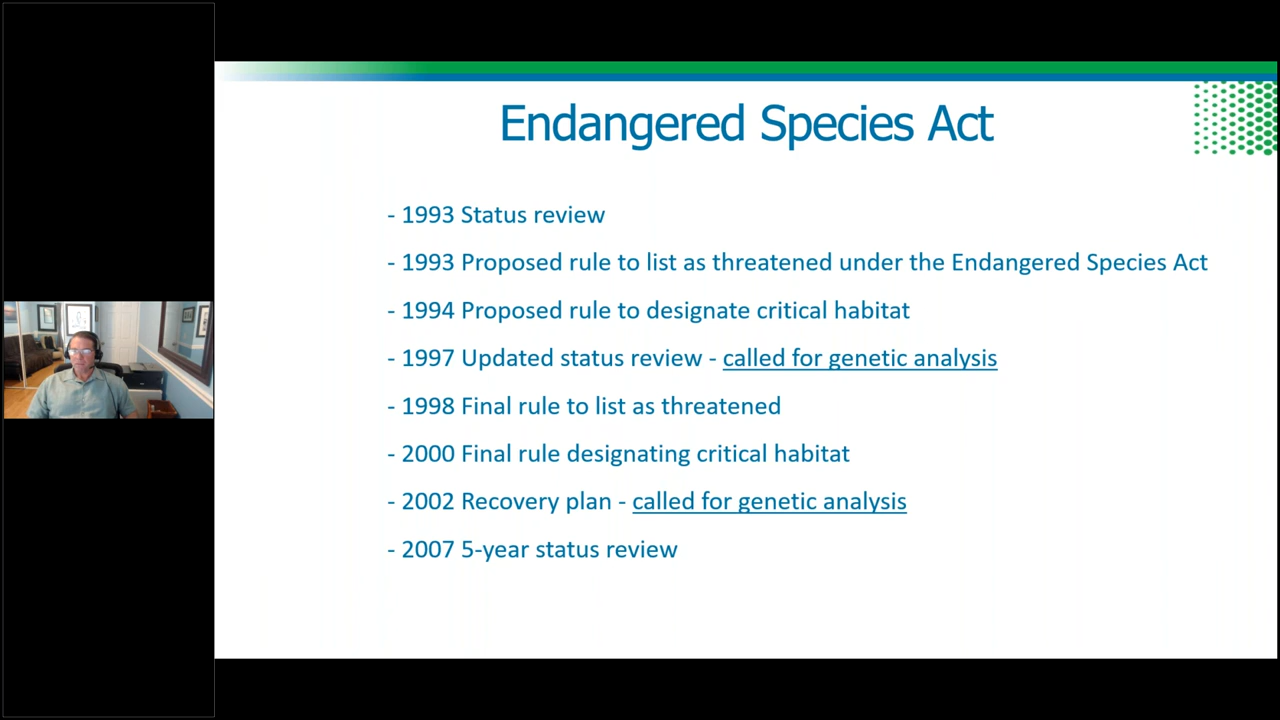 Endangered Species Act
- 1993 Status review
- 1993 Proposed rule to list as threatened under the Endangered Species Act
- 1994 Proposed rule to designate critical habitat
- 1997 Updated status review - called for genetic analysis
- 1998 Final rule to list as threatened
- 2000 Final rule designating critical habitat
- 2002 Recovery plan - called for genetic analysis
- 2007 5-year status review